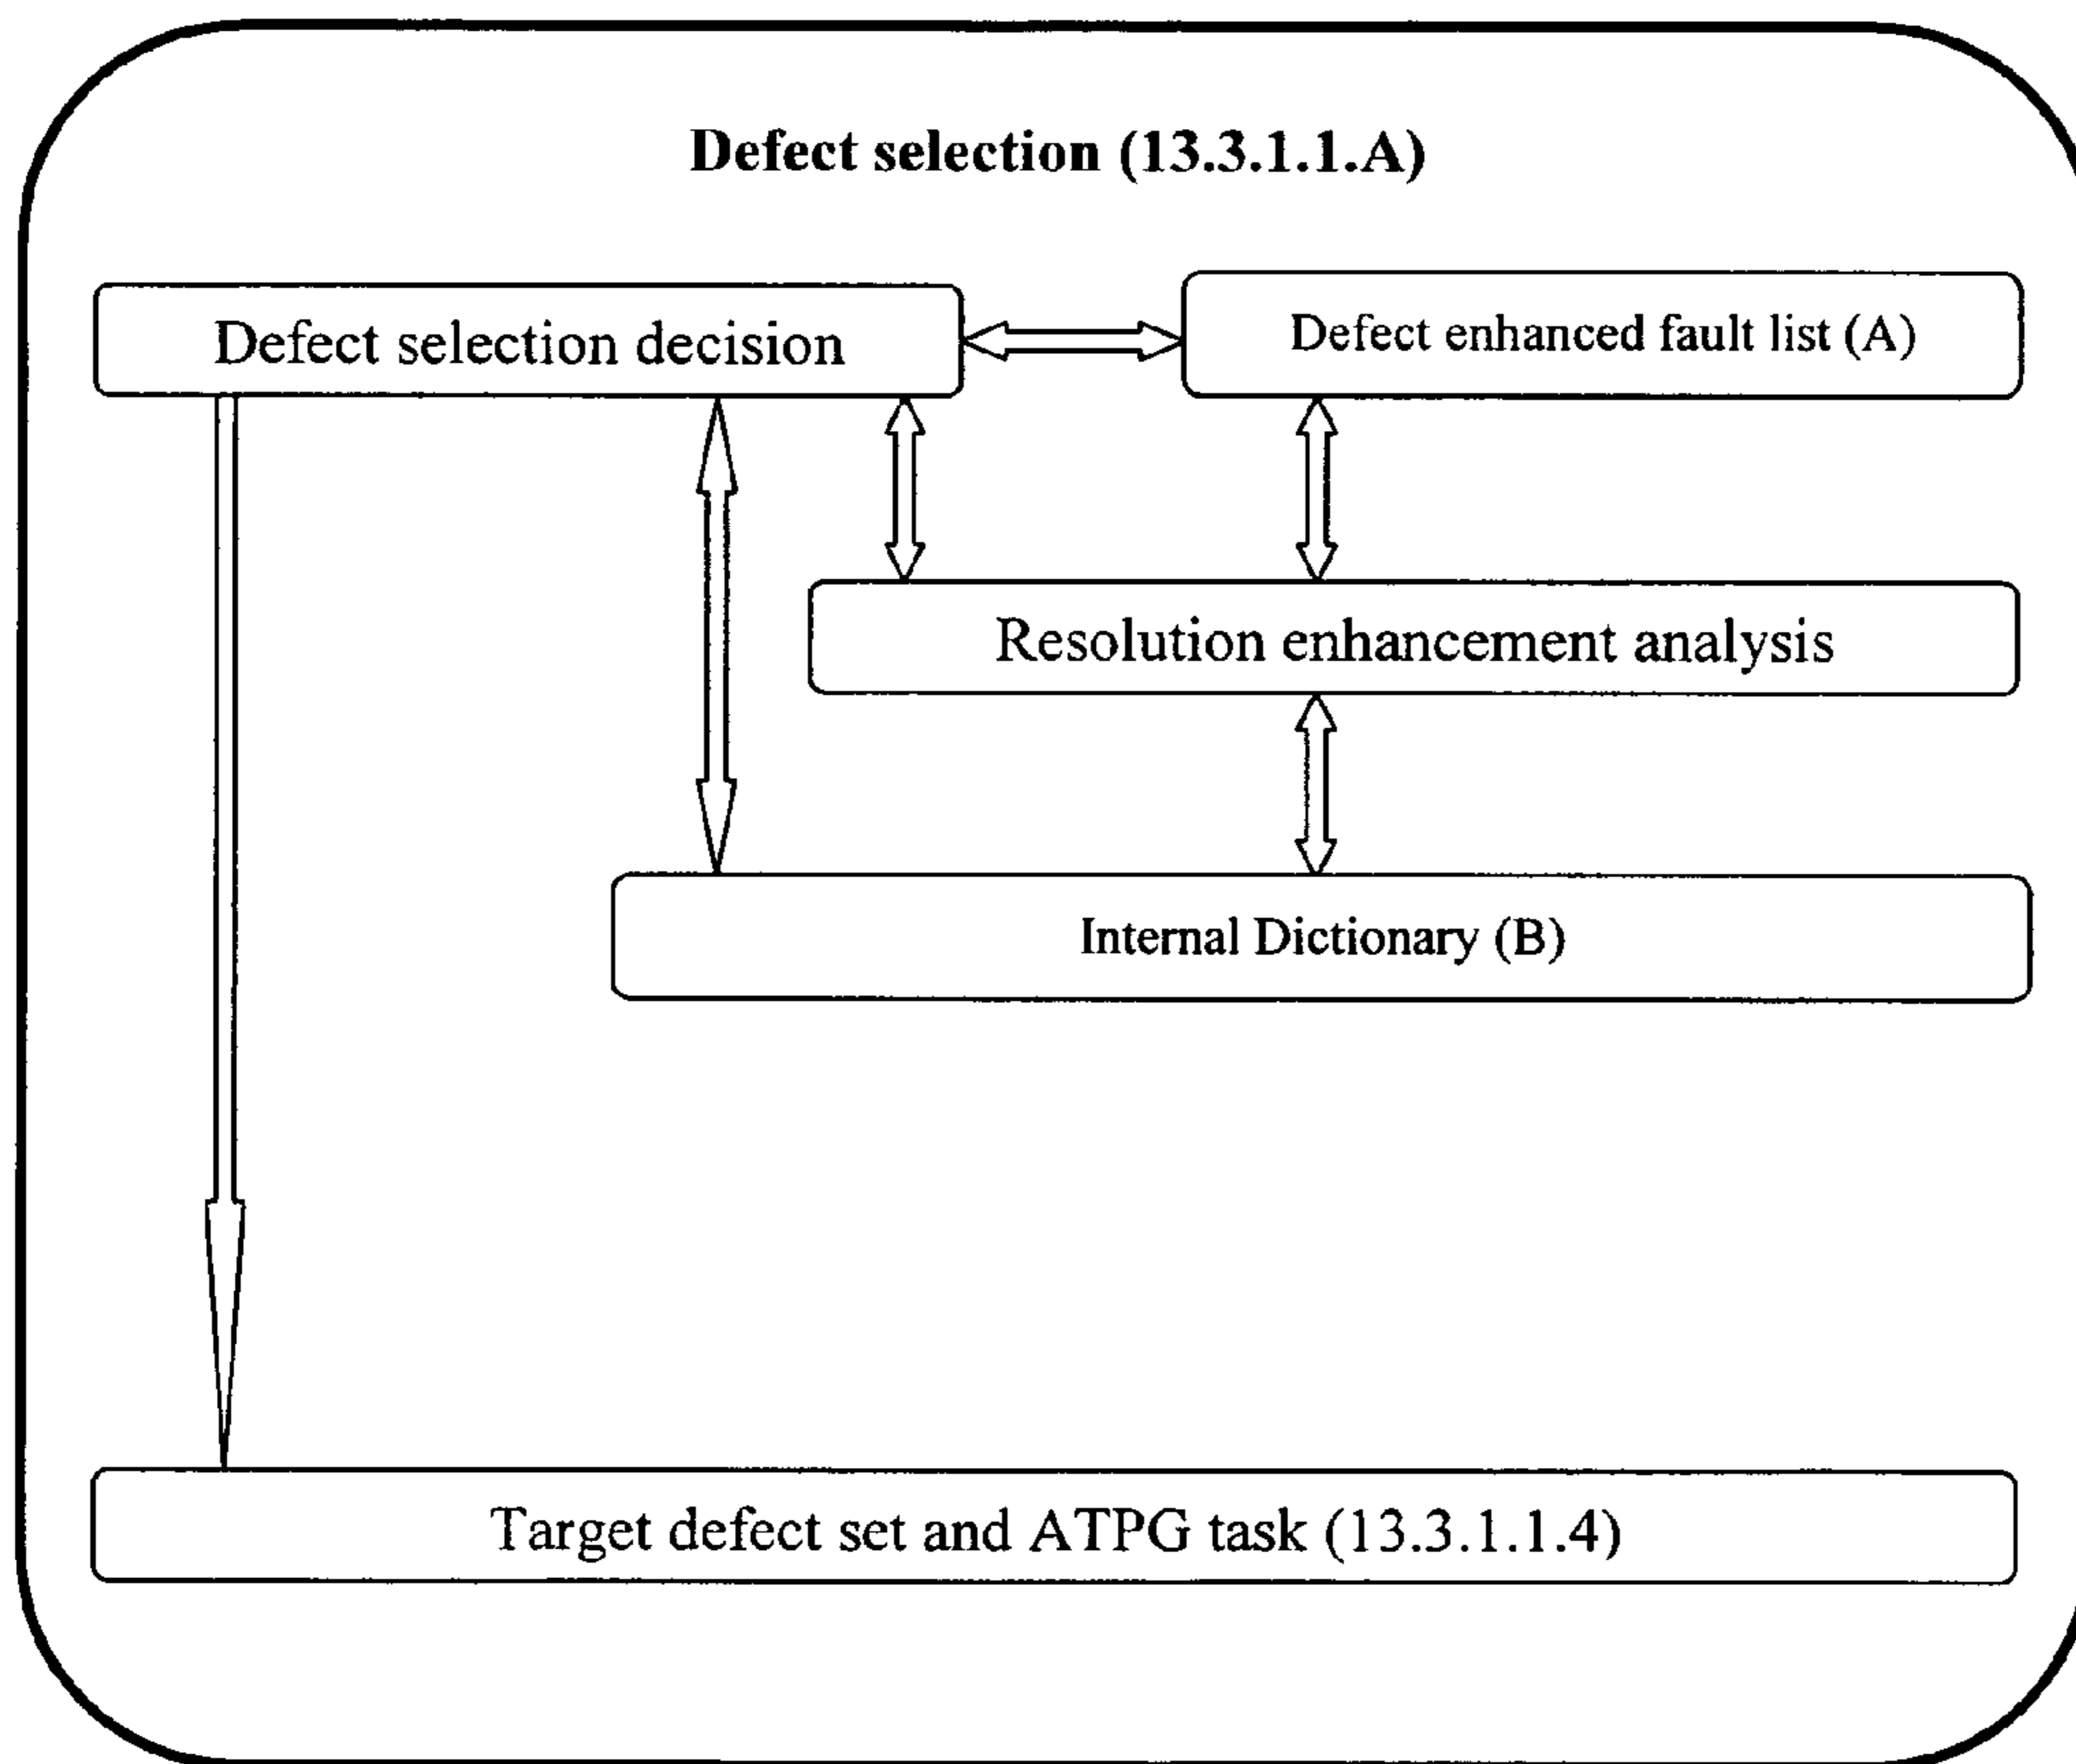 Defect selection (13.3.1.1.A)
Defect selection decision
Defect enhanced fault list (A)
Resolution enhancement analysis
Internal Dictionary (B)
Target defect set and ATPG task (13.3.1.1.4)